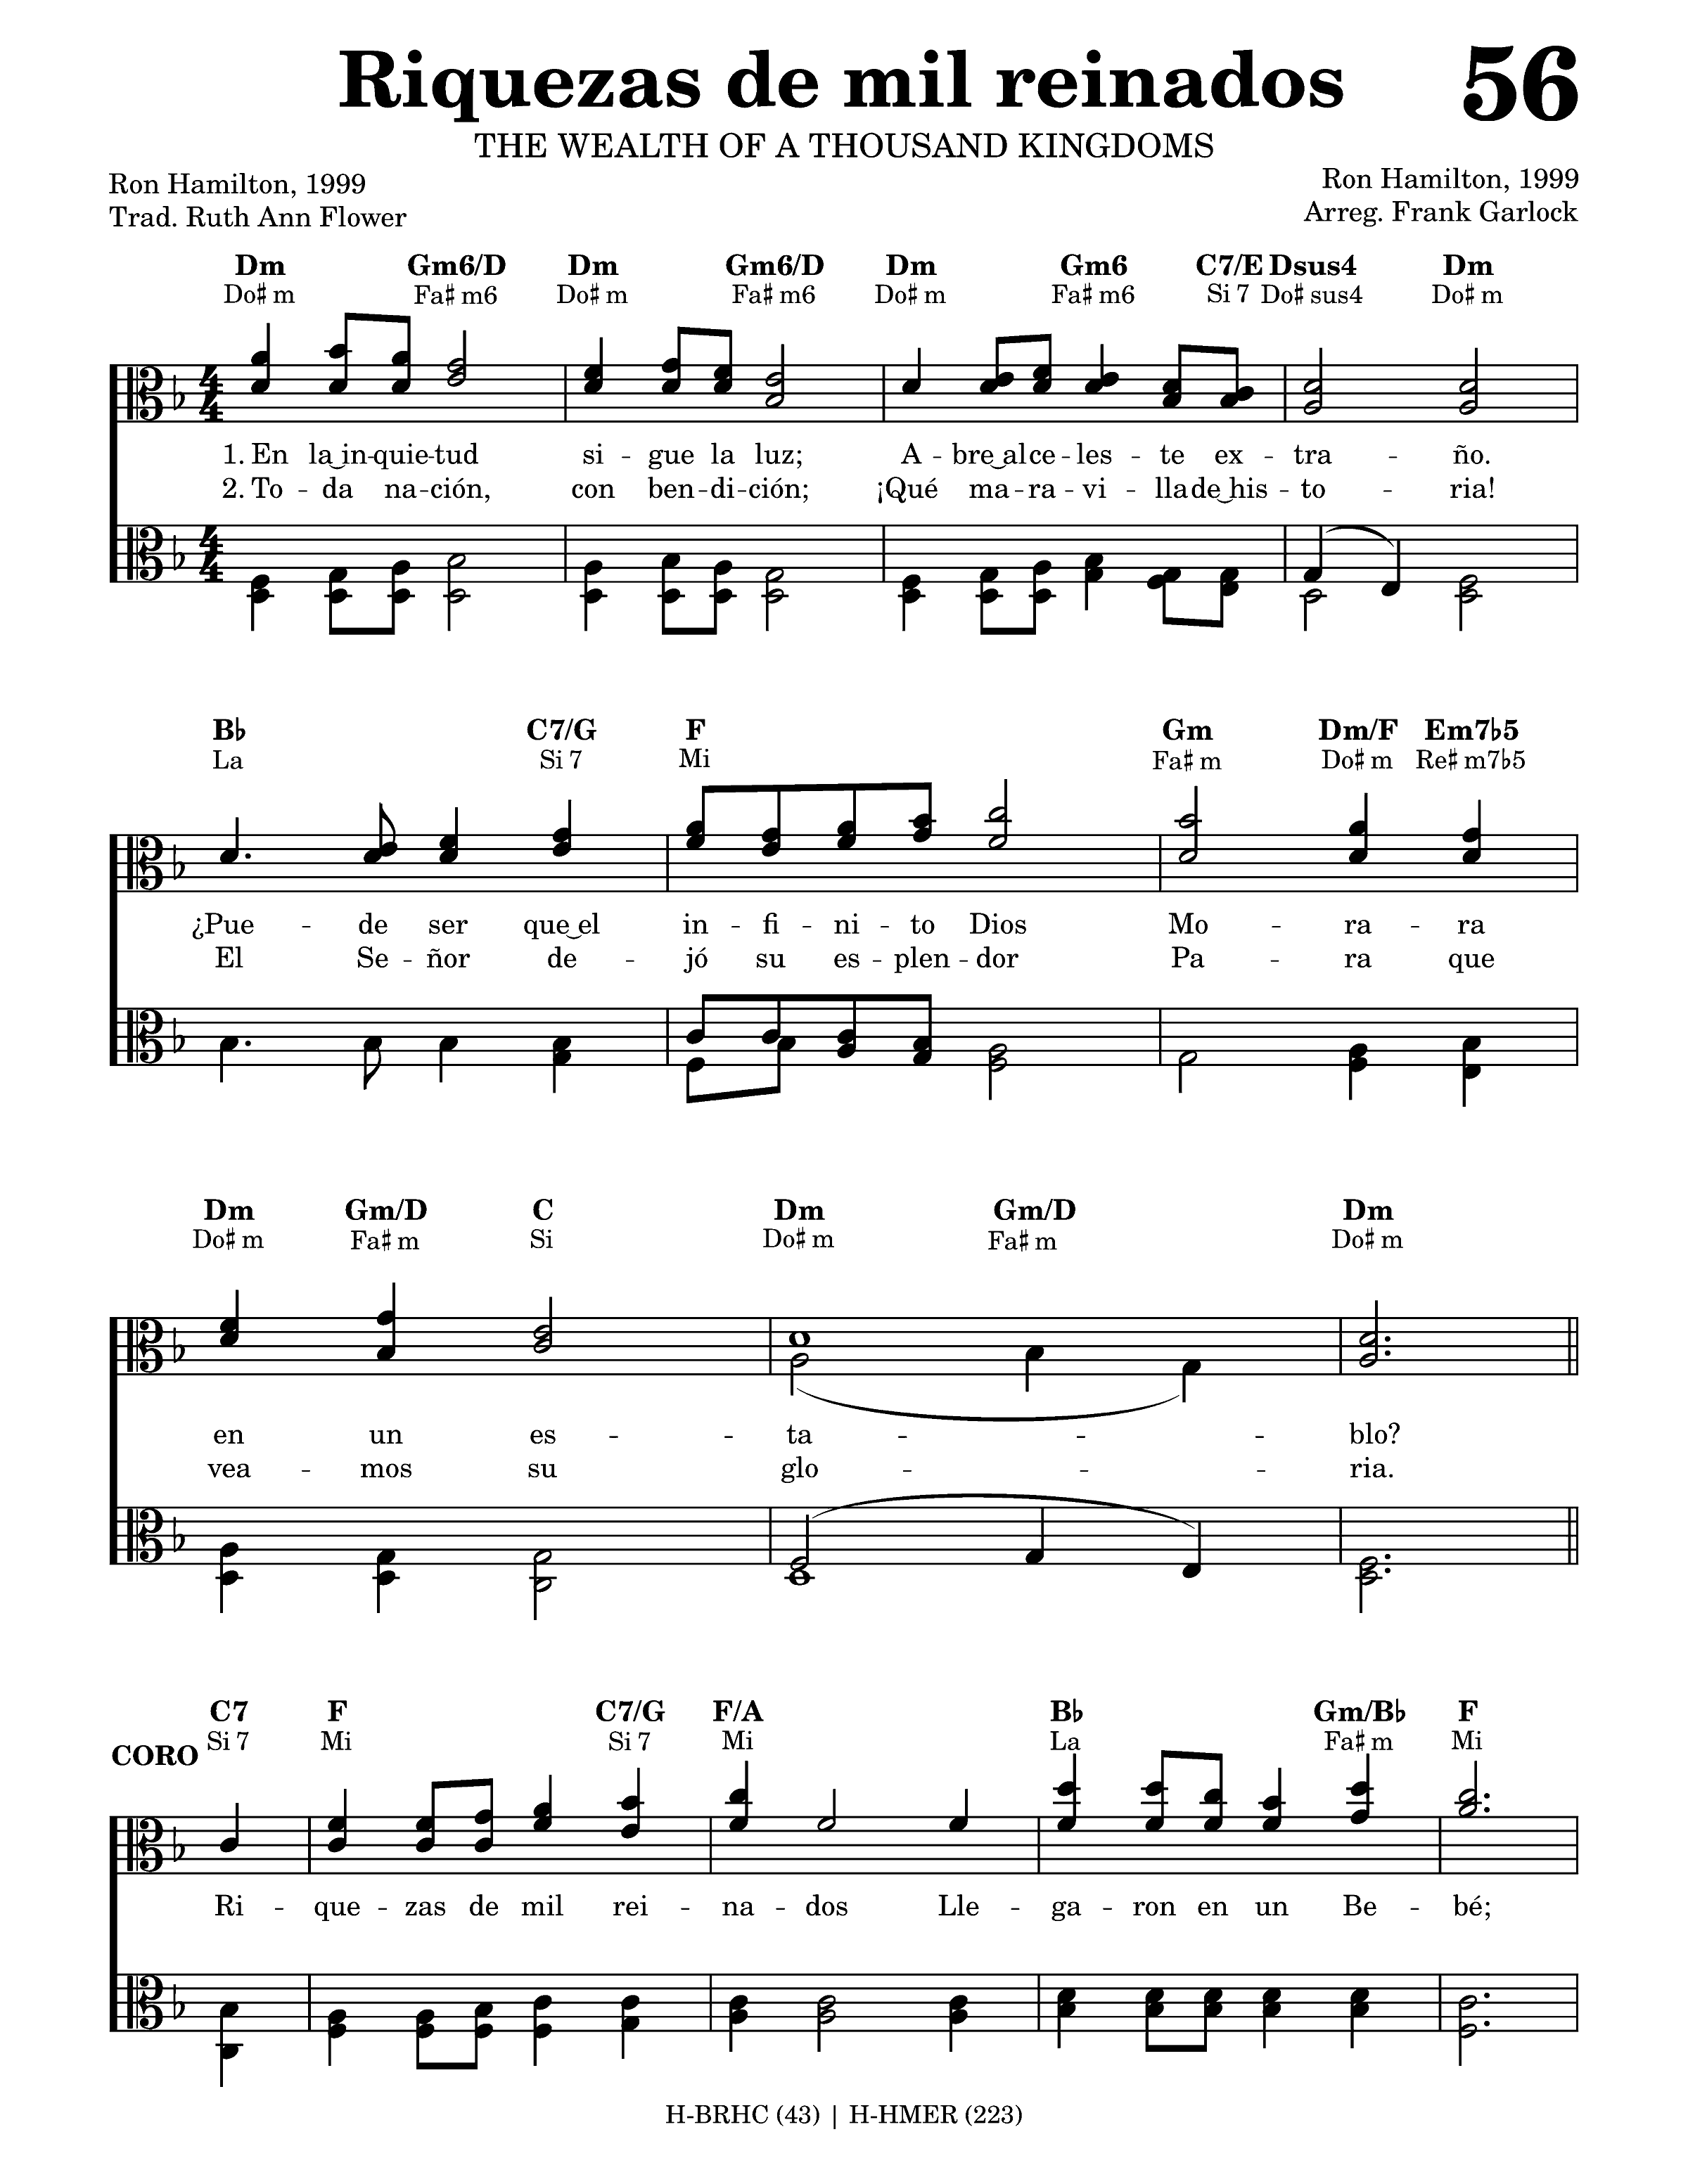 Riquezas de mil reinados 56
THE WEALTH OF A THOUSAND KINGDOMS
Ron Hamilton, 1999 Ron Hamilton, 1999
Trad. Ruth Ann Flower Arreg. Frank Garlock
Dm Gm6/D Dm Gm6/D Dm Gm6 C7/E Dsus4 Dm
Do♯m Fa♯m6 Do♯m Fa♯m6 Do♯m Fa♯m6 Si 7 Do♯sus4 Do♯m
1. En la‿in -- quie -- tud si -- gue la luz; A -- bre‿al -- ce -- les -- te ex -- tra -- ño.
2. To -- da na -- ción, con ben -- di -- ción; ¡Qué ma -- ra -- vi -- lla de‿his -- to -- ria!
B♭ C7/G F Gm Dm/F Em7♭5
La Si 7 Mi Fa♯m Do♯m Re♯m7♭5
¿Pue -- de ser que‿el in -- fi -- ni -- to Dios Mo -- ra -- ra
El Se -- ñor de -- jó su es -- plen -- dor Pa -- ra que
Dm Gm/D C Dm Gm/D Dm
Do♯m Fa♯m Si Do♯m Fa♯m Do♯m
en un es -- ta -- blo?
vea -- mos su glo -- ria.
C7 F C7/G F/A B♭ Gm/B♭ F
Si 7 Mi Si 7 Mi La Fa♯m Mi
CORO
Ri -- que -- zas de mil rei -- na -- dos Lle -- ga -- ron en un Be -- bé;
H-BRHC (43) | H-HMER (223)